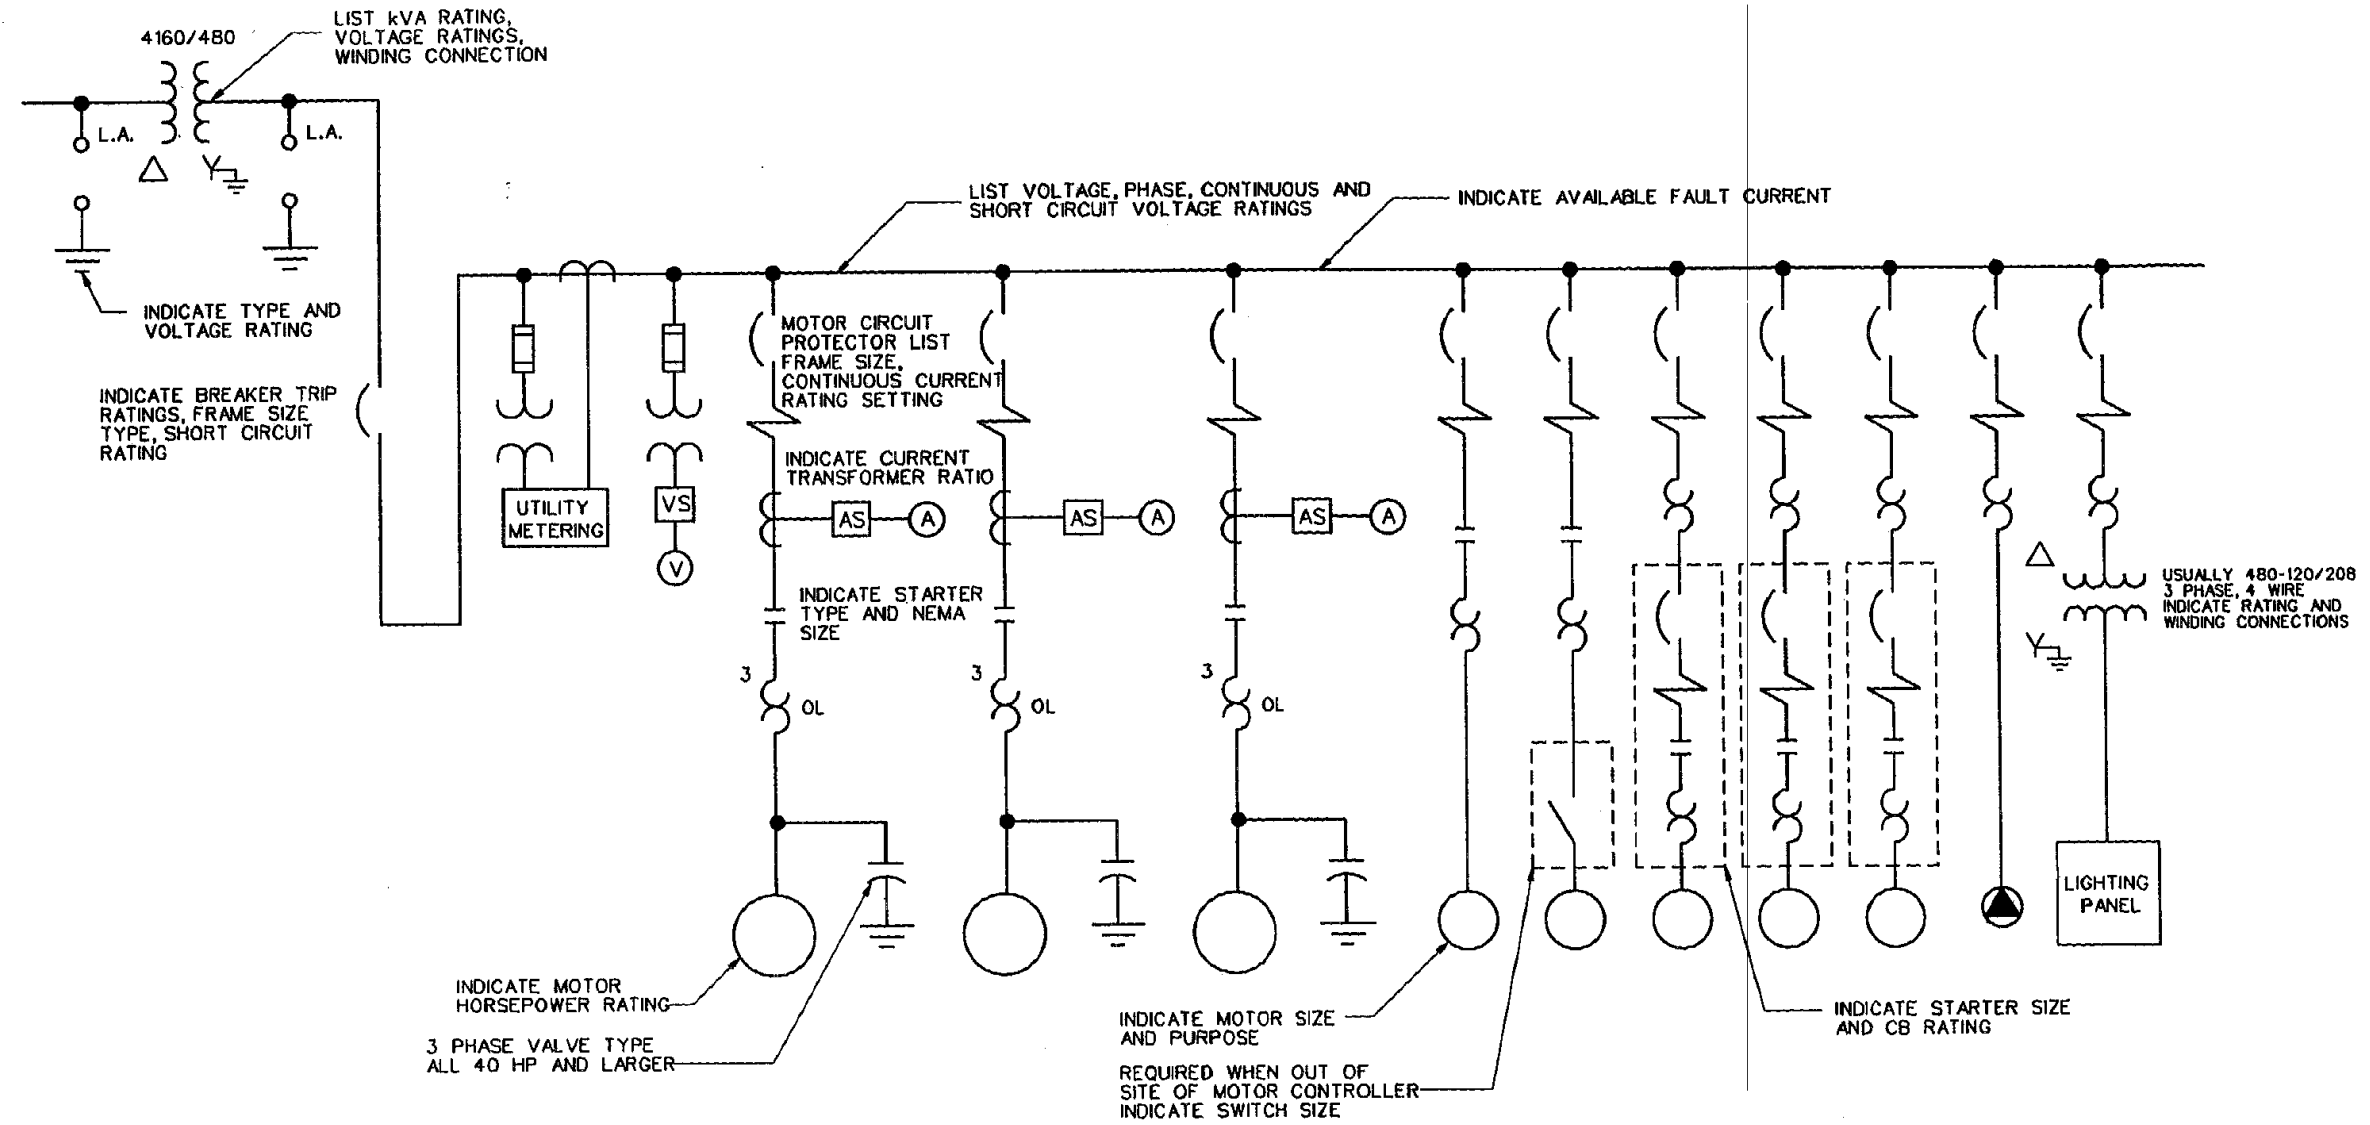 LIST kVA RATING,
VOLTAGE RATINGS,
WINDING CONNECTION
4160/480
L.A.
L.A.
LIST VOLTAGE, PHASE, CONTINUOUS AND
SHORT CIRCUIT VOLTAGE RATINGS
INDICATE AVAILABLE FAULT CURRENT
INDICATE TYPE AND
VOLTAGE RATING
MOTOR CIRCUIT
PROTECTOR LIST
FRAME SIZE,
CONTINUOUS CURRENT
RATING SETTING
INDICATE BREAKER TRIP
RATINGS, FRAME SIZE
TYPE, SHORT CIRCUIT
RATING
INDICATE CURRENT
TRANSFORMER RATIO
UTILITY
METERING
VS
V
AS
A
AS
A
AS
A
INDICATE STARTER
TYPE AND NEMA
SIZE
USUALLY 480-120/208
3 PHASE, 4 WIRE
INDICATE RATING AND
WINDING CONNECTIONS
3
OL
3
OL
3
OL
LIGHTING
PANEL
INDICATE MOTOR
HORSEPOWER RATING
3 PHASE VALVE TYPE
ALL 40 HP AND LARGER
INDICATE MOTOR SIZE
AND PURPOSE
REQUIRED WHEN OUT OF
SITE OF MOTOR CONTROLLER
INDICATE SWITCH SIZE
INDICATE STARTER SIZE
AND CB RATING